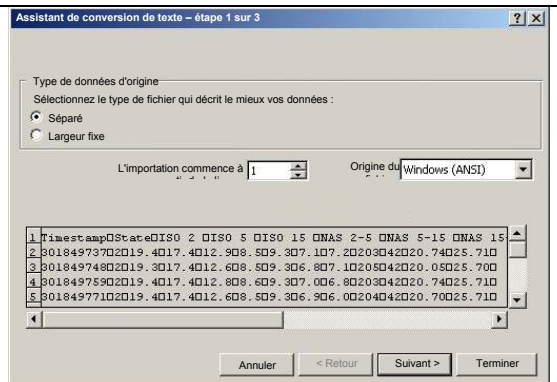 Assistant de conversion de texte – étape 1 sur 3
Type de données d'origine
Sélectionnez le type de fichier qui décrit le mieux vos données :
Séparé
Largeur fixe
L'importation commence à 1
Origine du Windows (ANSI)
1 Timestamp□State□ISO 2 □ISO 5 □ISO 15 □NAS 2-5 □NAS 5-15 □NAS 15-
2 301849737□2□19.4□17.4□12.9□8.5□9.3□7.1□7.2□203□42□20.74□25.71□
3 301849748□2□19.3□17.4□12.6□8.5□9.3□6.8□7.1□205□42□20.05□25.70□
4 301849759□2□19.4□17.4□12.8□8.6□9.3□7.0□6.8□203□42□20.74□25.71□
5 301849771□2□19.4□17.4□12.6□8.5□9.3□6.9□6.0□204□42□20.70□25.71□
Annuler < Retour Suivant > Terminer